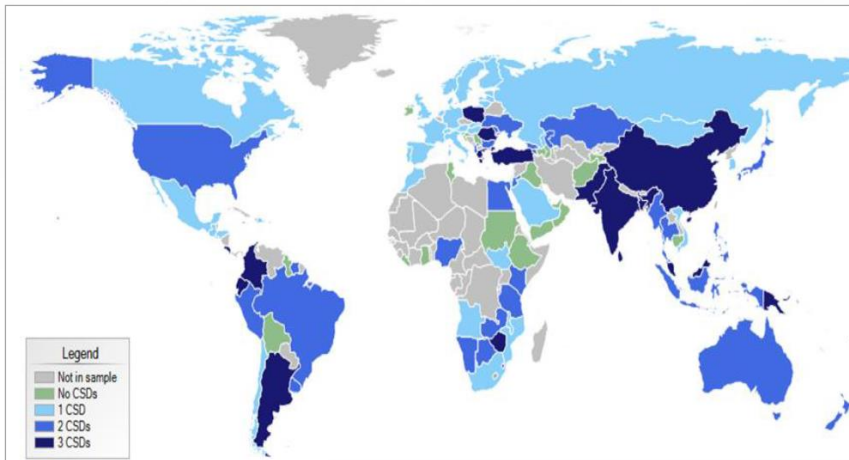 Legend
Not in sample
No CSDs
1 CSD
2 CSDs
3 CSDs